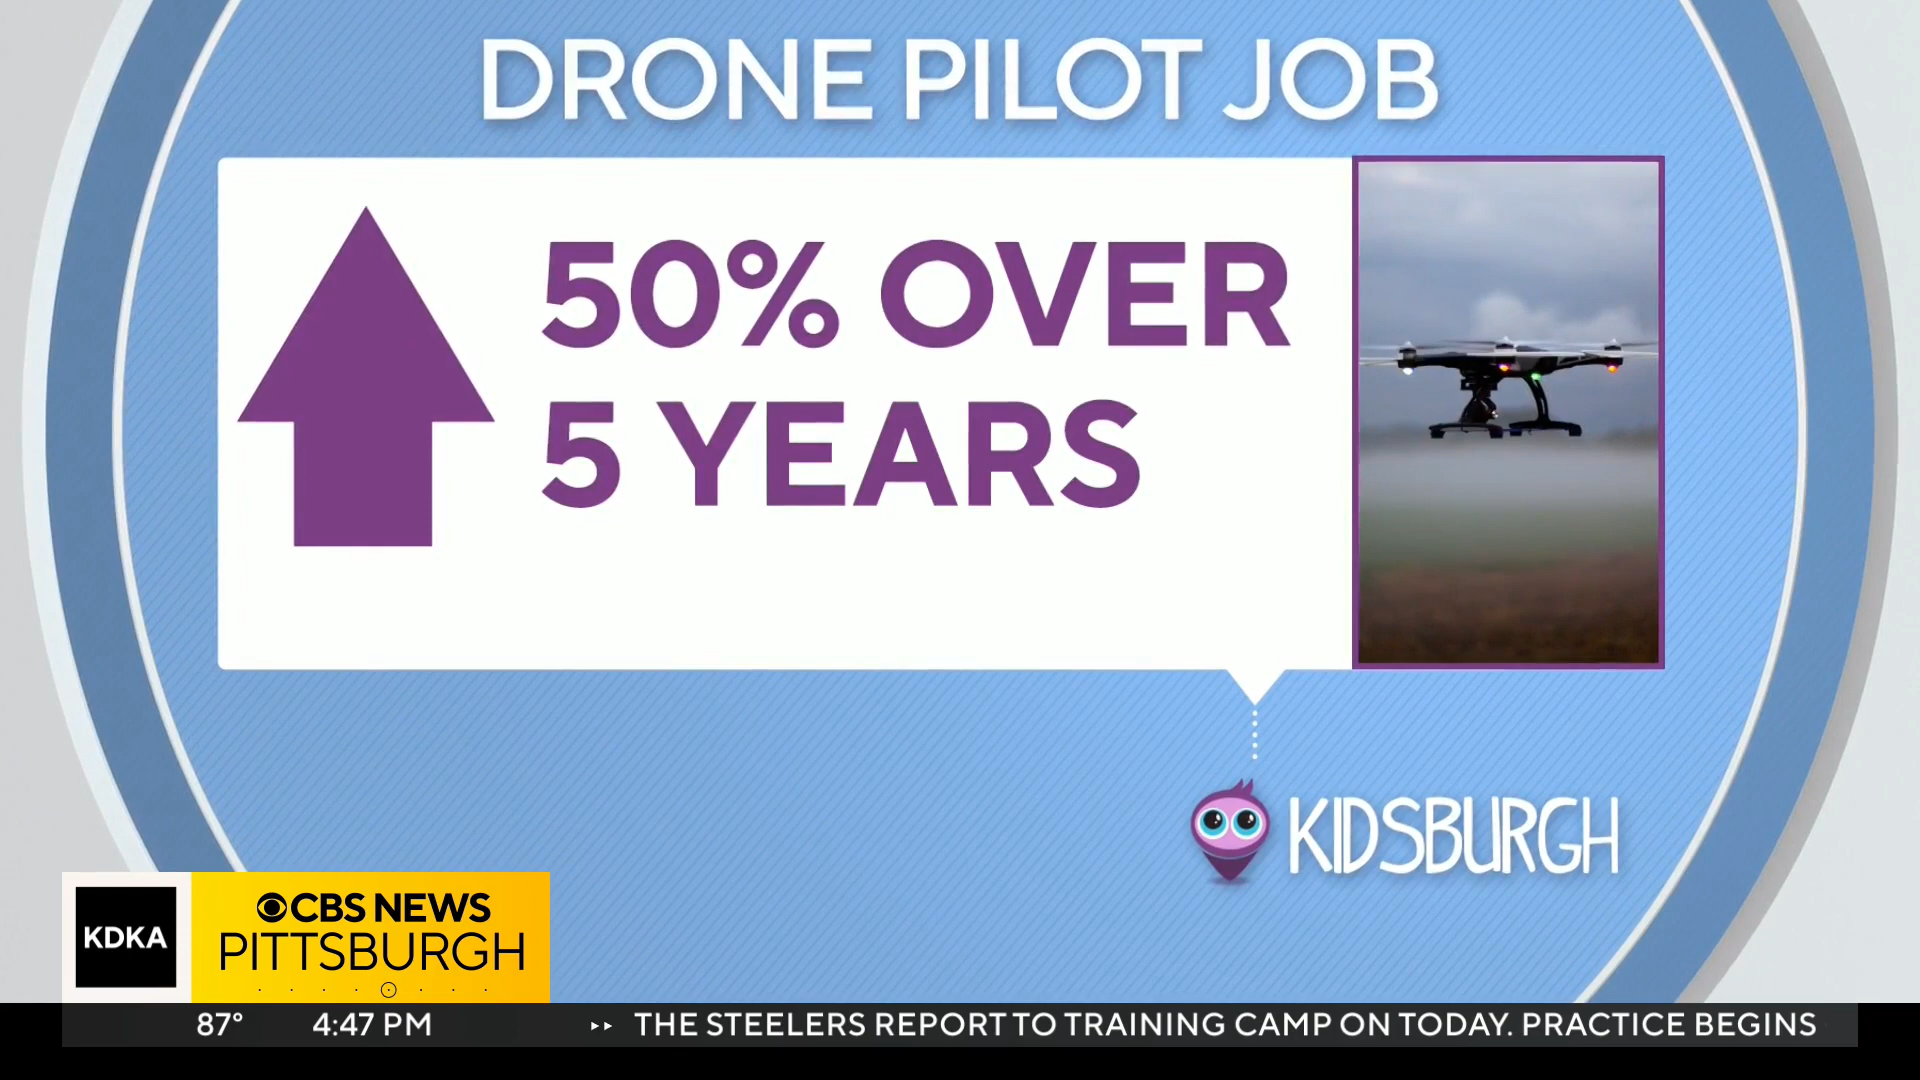 DRONE PILOT JOB
50% OVER
5 YEARS
KIDSBURGH
KDKA
CBS NEWS
PITTSBURGH
87° 4:47 PM THE STEELERS REPORT TO TRAINING CAMP ON TODAY. PRACTICE BEGINS